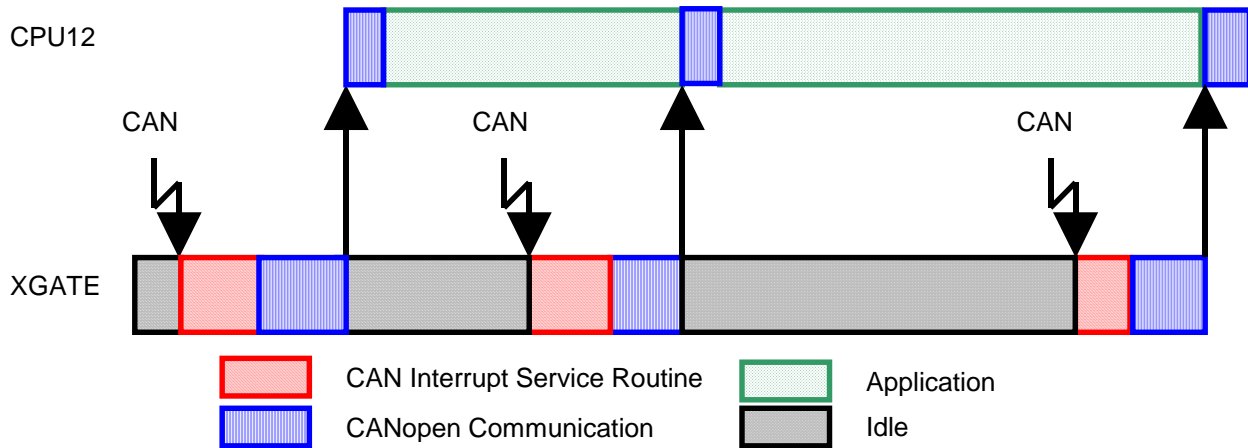 CPU12
CAN
CAN
CAN
XGATE
CAN Interrupt Service Routine
Application
CANopen Communication
Idle